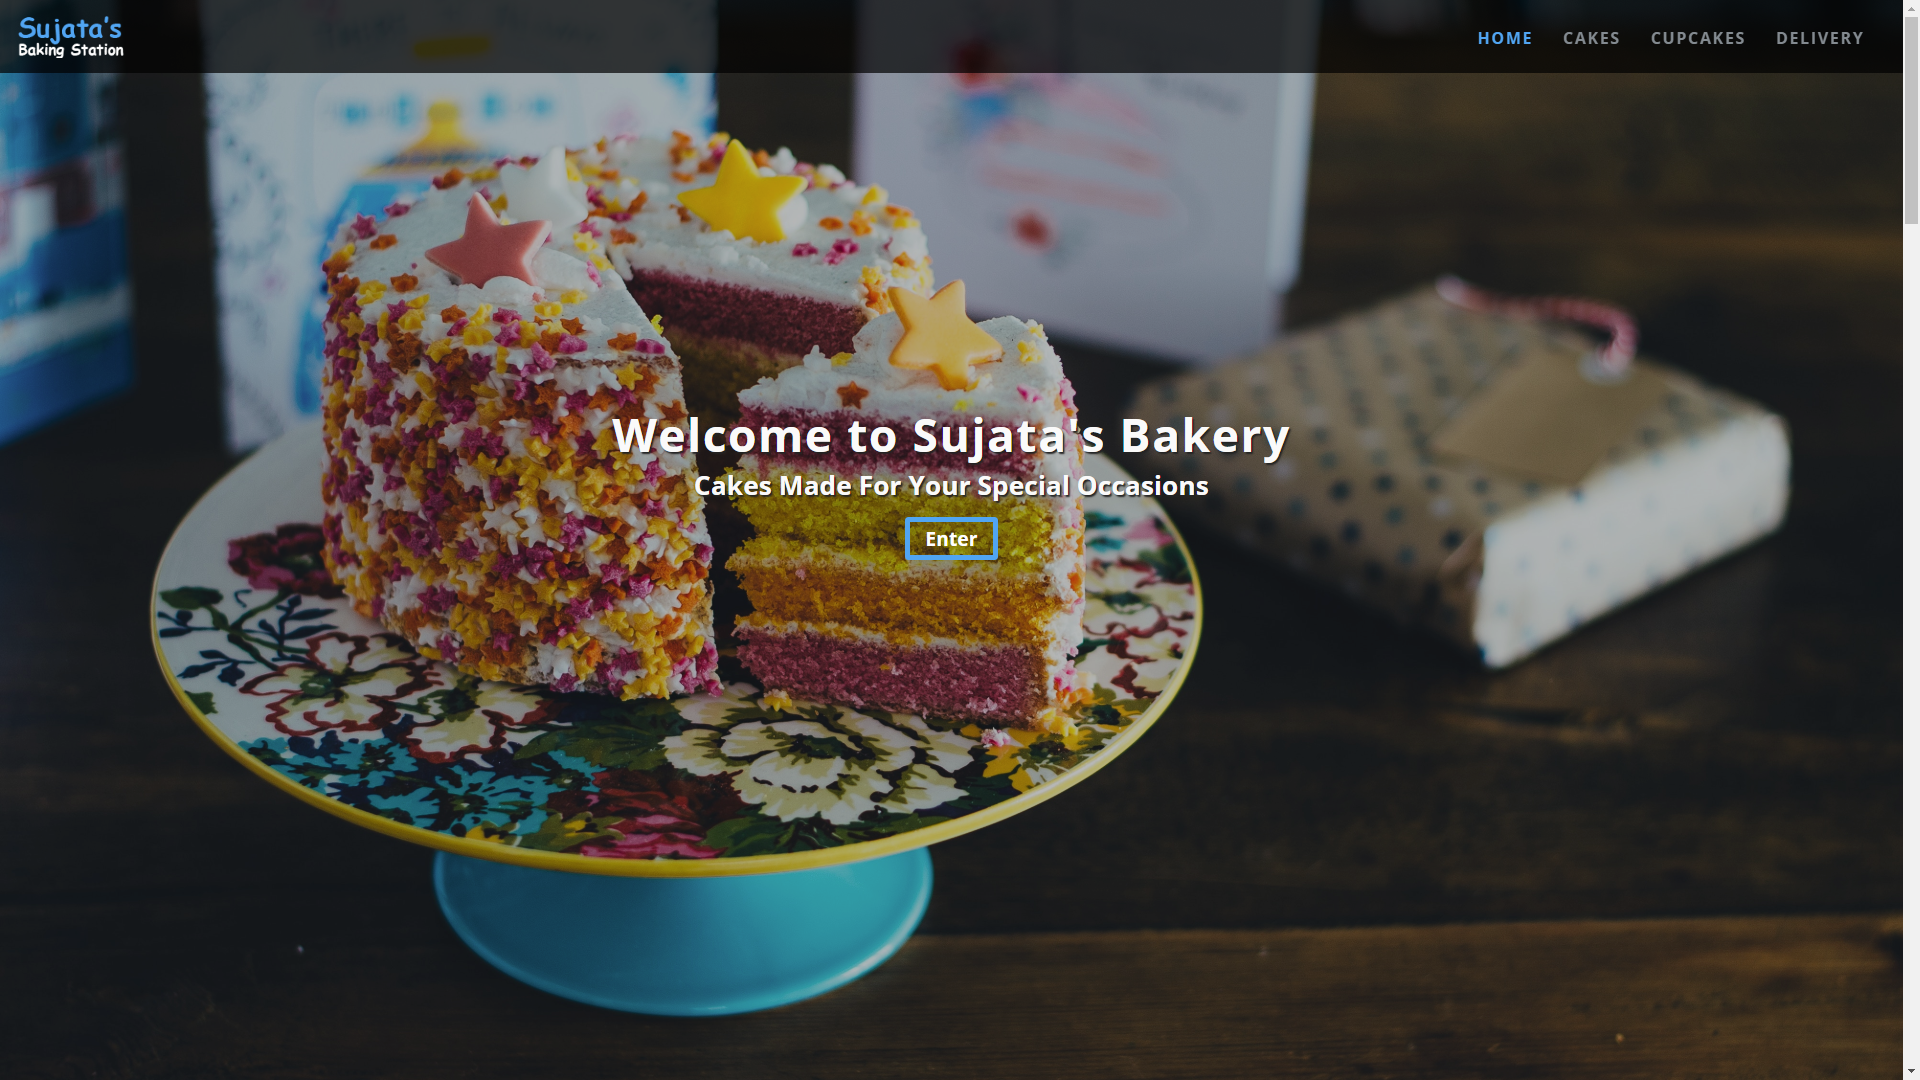 Sujata's
Baking Station
HOME
CAKES
CUPCAKES
DELIVERY
Welcome to Sujata's Bakery
Cakes Made For Your Special Occasions
Enter